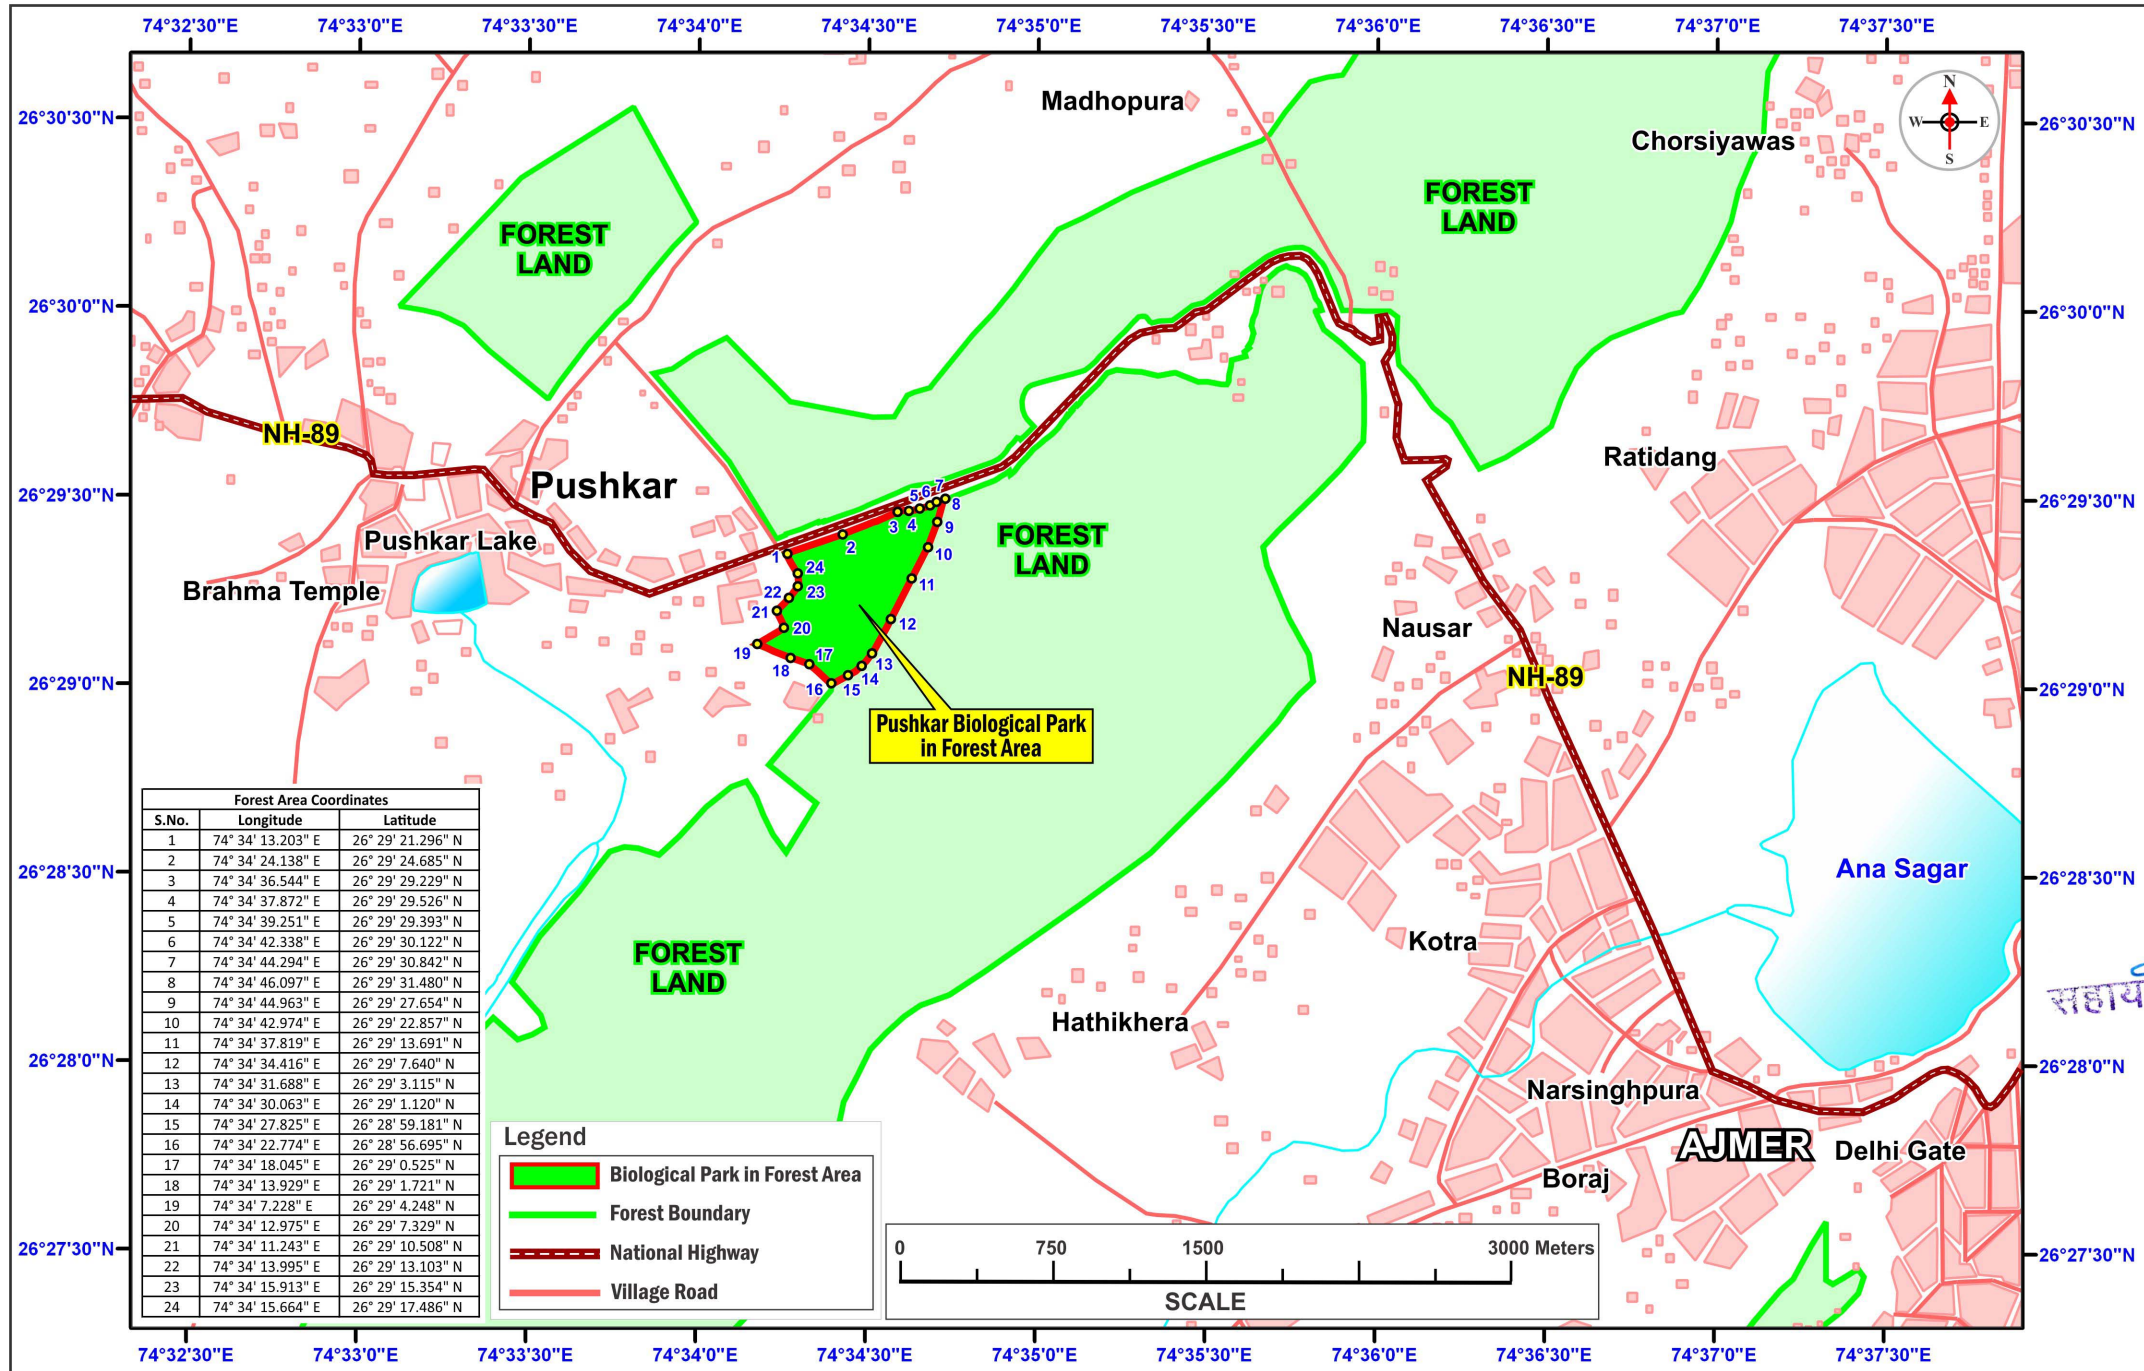 74°32'30"E 74°33'0"E 74°33'30"E 74°34'0"E 74°34'30"E 74°35'0"E 74°35'30"E 74°36'0"E 74°36'30"E 74°37'0"E 74°37'30"E
26°30'30"N
26°30'0"N
26°29'30"N
26°29'0"N
26°28'30"N
26°28'0"N
26°27'30"N
26°30'30"N
26°30'0"N
26°29'30"N
26°29'0"N
26°28'30"N
26°28'0"N
26°27'30"N
N
W E
S
Madhopura
Chorsiyawas
FOREST
LAND
FOREST
LAND
NH-89
Pushkar
Ratidang
Pushkar Lake
Brahma Temple
FOREST
LAND
1
2
3
4
5
6
7
8
9
10
11
12
13
14
15
16
17
18
19
20
21
22
23
24
Nausar
NH-89
Pushkar Biological Park
in Forest Area
Ana Sagar
Kotra
FOREST
LAND
Hathikhera
Narsinghpura
AJMER
Delhi Gate
Boraj
Forest Area Coordinates
S.No. Longitude Latitude
1 74° 34' 13.203" E 26° 29' 21.296" N
2 74° 34' 24.138" E 26° 29' 24.685" N
3 74° 34' 36.544" E 26° 29' 29.229" N
4 74° 34' 37.872" E 26° 29' 29.526" N
5 74° 34' 39.251" E 26° 29' 29.393" N
6 74° 34' 42.338" E 26° 29' 30.122" N
7 74° 34' 44.294" E 26° 29' 30.842" N
8 74° 34' 46.097" E 26° 29' 31.480" N
9 74° 34' 44.963" E 26° 29' 27.654" N
10 74° 34' 42.974" E 26° 29' 22.857" N
11 74° 34' 37.819" E 26° 29' 13.691" N
12 74° 34' 34.416" E 26° 29' 7.640" N
13 74° 34' 31.688" E 26° 29' 3.115" N
14 74° 34' 30.063" E 26° 29' 1.120" N
15 74° 34' 27.825" E 26° 28' 59.181" N
16 74° 34' 22.774" E 26° 28' 56.695" N
17 74° 34' 18.045" E 26° 29' 0.525" N
18 74° 34' 13.929" E 26° 29' 1.721" N
19 74° 34' 7.228" E 26° 29' 4.248" N
20 74° 34' 12.975" E 26° 29' 7.329" N
21 74° 34' 11.243" E 26° 29' 10.508" N
22 74° 34' 13.995" E 26° 29' 13.103" N
23 74° 34' 15.913" E 26° 29' 15.354" N
24 74° 34' 15.664" E 26° 29' 17.486" N
Legend
Biological Park in Forest Area
Forest Boundary
National Highway
Village Road
0 750 1500 3000 Meters
SCALE
74°32'30"E 74°33'0"E 74°33'30"E 74°34'0"E 74°34'30"E 74°35'0"E 74°35'30"E 74°36'0"E 74°36'30"E 74°37'0"E 74°37'30"E